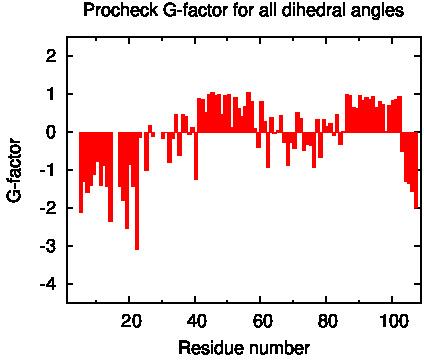 Procheck G-factor for all dihedral angles
2
1
0
-1
-2
-3
-4
G-factor
20 40 60 80 100
Residue number